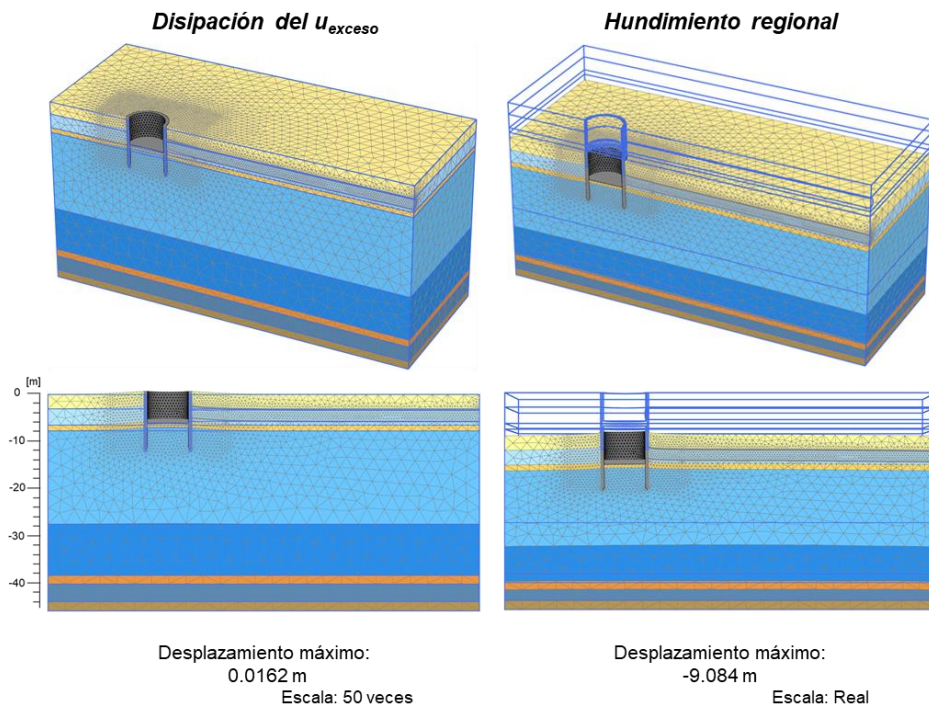 Disipación del u_exceso
Hundimiento regional
[m]
0
-10
-20
-30
-40
Desplazamiento máximo:
0.0162 m
Escala: 50 veces
Desplazamiento máximo:
-9.084 m
Escala: Real